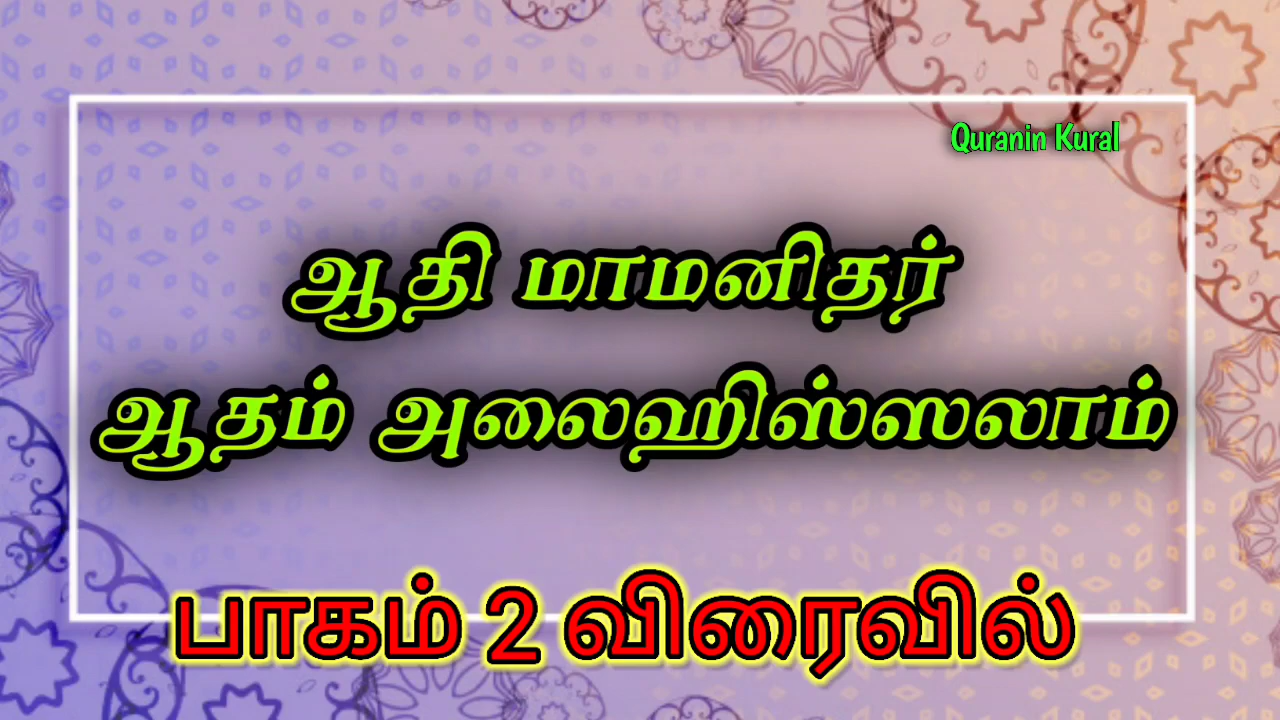 Quranin Kural
ஆதி மாமனிதர்
ஆதம் அலைஹிஸ்ஸலாம்
பாகம் 2 விரைவில்